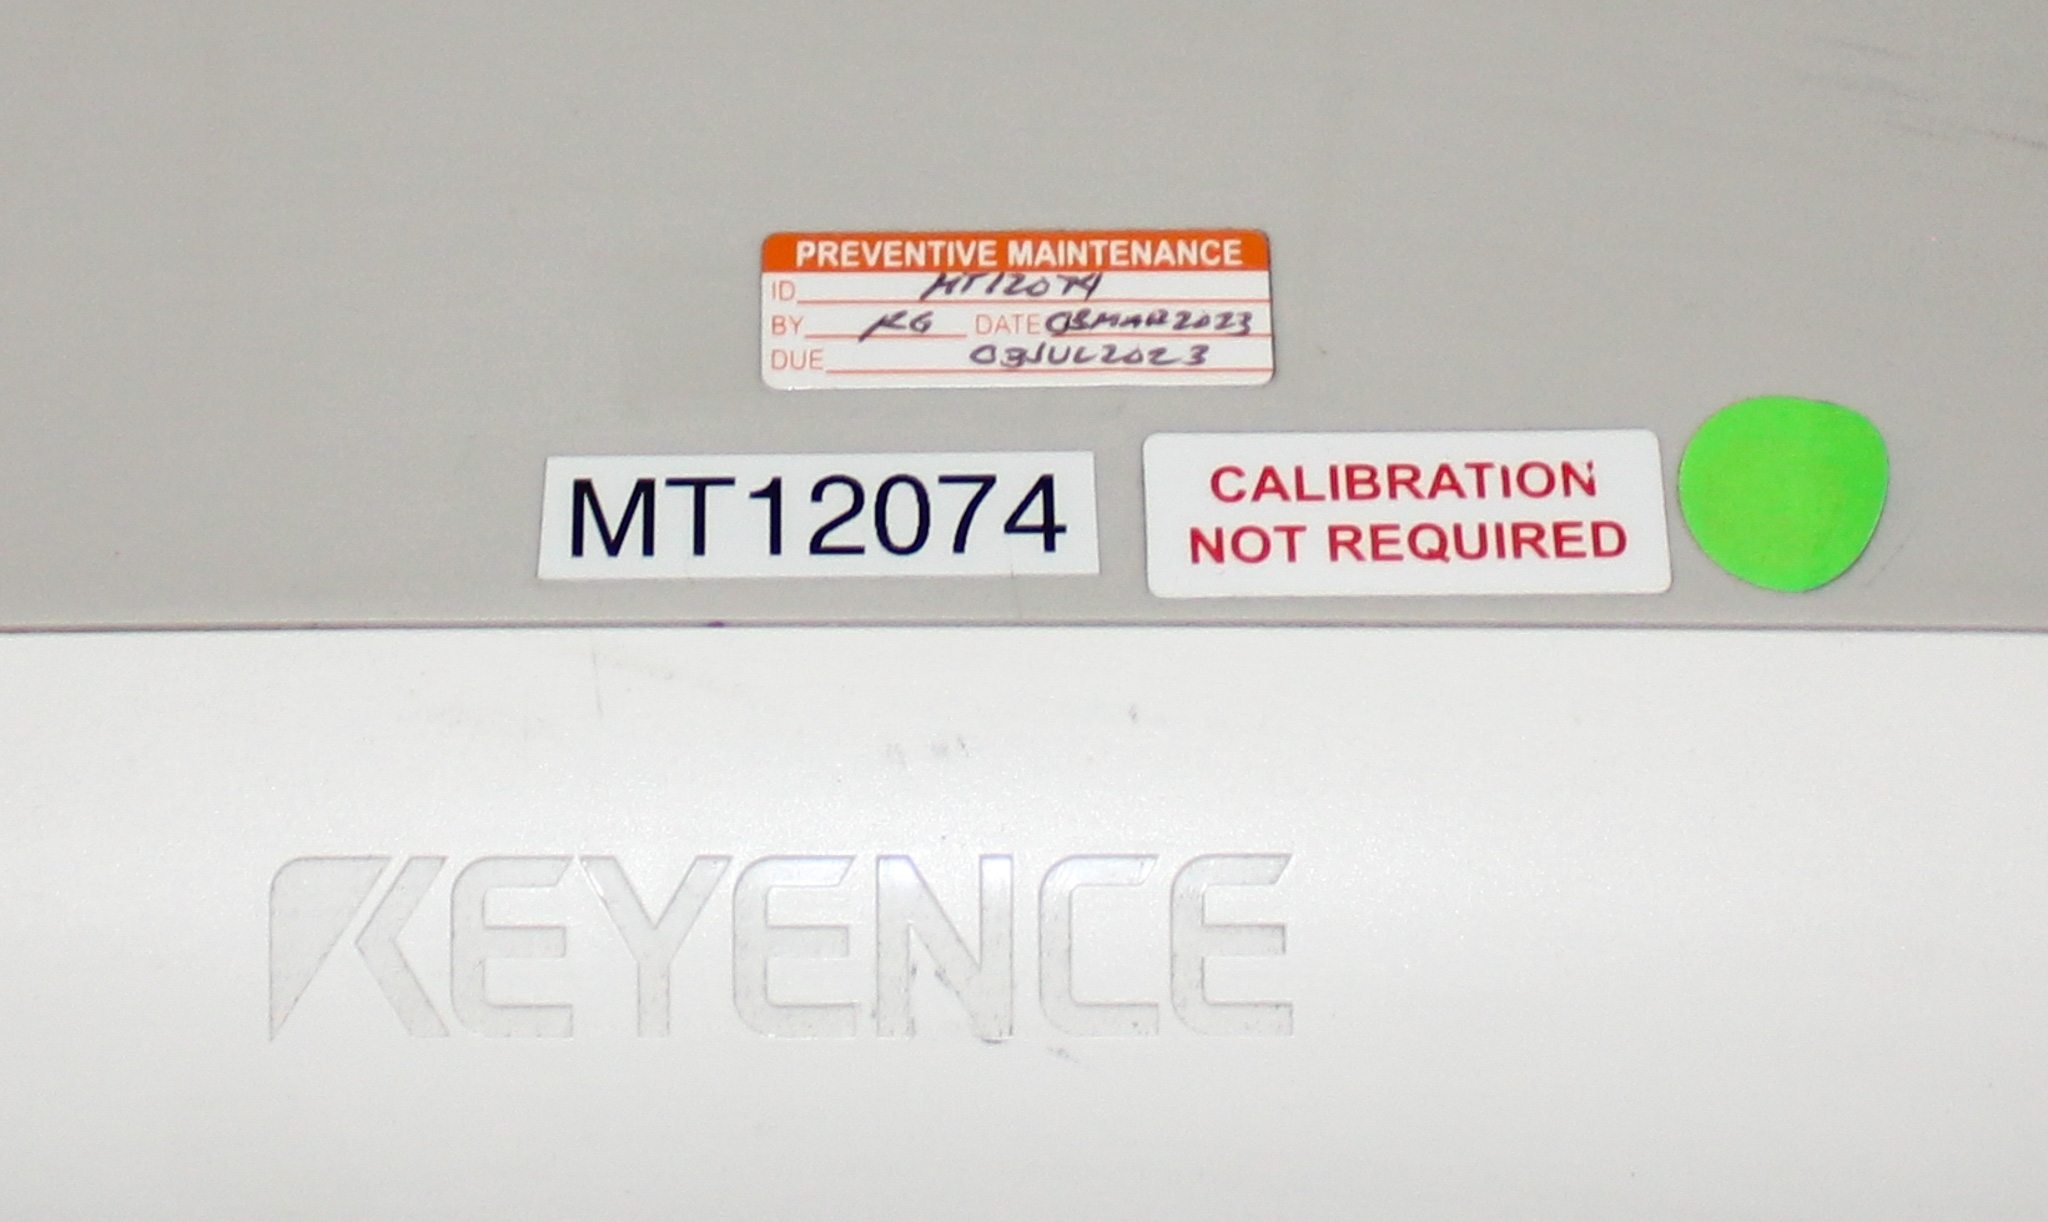 PREVENTIVE MAINTENANCE
ID MT12074
BY KG DATE 03MAR2023
DUE 03JUL2023
MT12074
CALIBRATION
NOT REQUIRED
KEYENCE